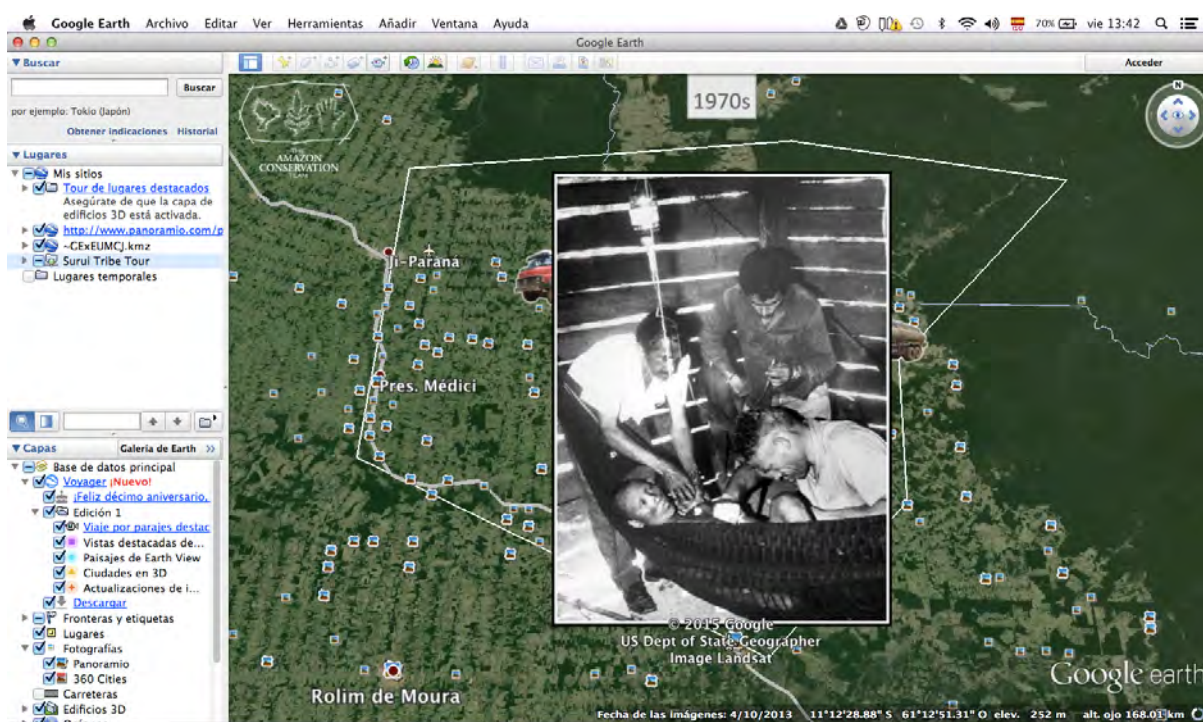 Google Earth Archivo Editar Ver Herramientas Añadir Ventana Ayuda
70% vie 13:42
Google Earth
Buscar
Buscar
por ejemplo: Tokio (Japón)
Obtener indicaciones Historial
Lugares
Mis sitios
Tour de lugares destacados
Asegúrate de que la capa de
edificios 3D está activada.
http://www.panoramio.com/p
~GExEUMCJ.kmz
Surui Tribe Tour
Lugares temporales
Capas Galería de Earth >>
Base de datos principal
Voyager ¡Nuevo!
¡Feliz décimo aniversario,
Edición 1
Viaje por parajes destac
Vistas destacadas de...
Paisajes de Earth View
Ciudades en 3D
Actualizaciones de i...
Descargar
Fronteras y etiquetas
Lugares
Fotografías
Panoramio
360 Cities
Carreteras
Edificios 3D
Acceder
1970s
N
THE
AMAZON
CONSERVATION
TEAM
Ji-Paraná
Pres. Médici
Rolim de Moura
© 2015 Google
US Dept of State Geographer
Image Landsat
Google earth
Fecha de las imágenes: 4/10/2013 11°12'28.88" S 61°12'51.31" O elev. 252 m alt. ojo 168.01 km